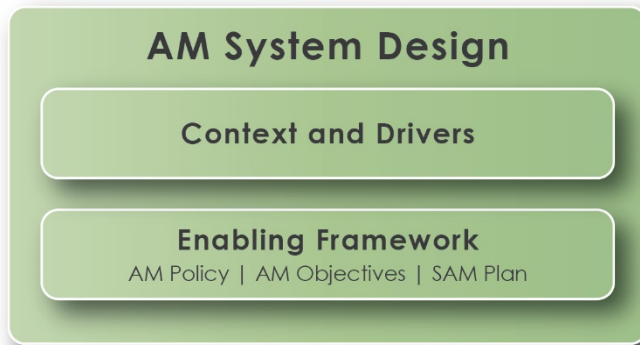 AM System Design
Context and Drivers
Enabling Framework
AM Policy | AM Objectives | SAM Plan